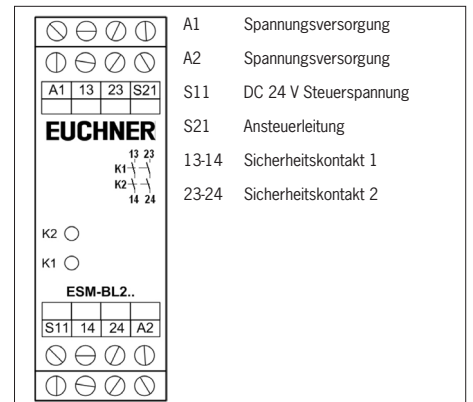 A1 13 23 S21
EUCHNER
13 23
K1
K2
14 24
K2
K1
ESM-BL2..
S11 14 24 A2
A1 Spannungsversorgung
A2 Spannungsversorgung
S11 DC 24 V Steuerspannung
S21 Ansteuerleitung
13-14 Sicherheitskontakt 1
23-24 Sicherheitskontakt 2